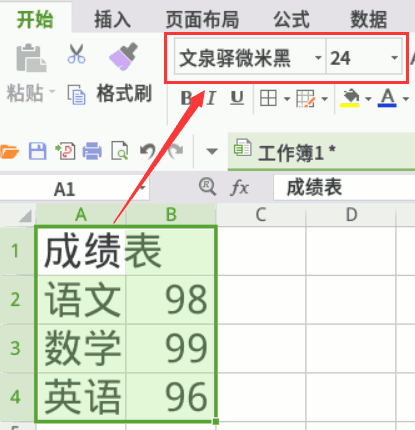 开始 插入 页面布局 公式 数据
文泉驿微米黑 24
粘贴 格式刷 B I U A
工作簿1 *
A1 fx 成绩表
A B C D
1 成绩表
2 语文 98
3 数学 99
4 英语 96